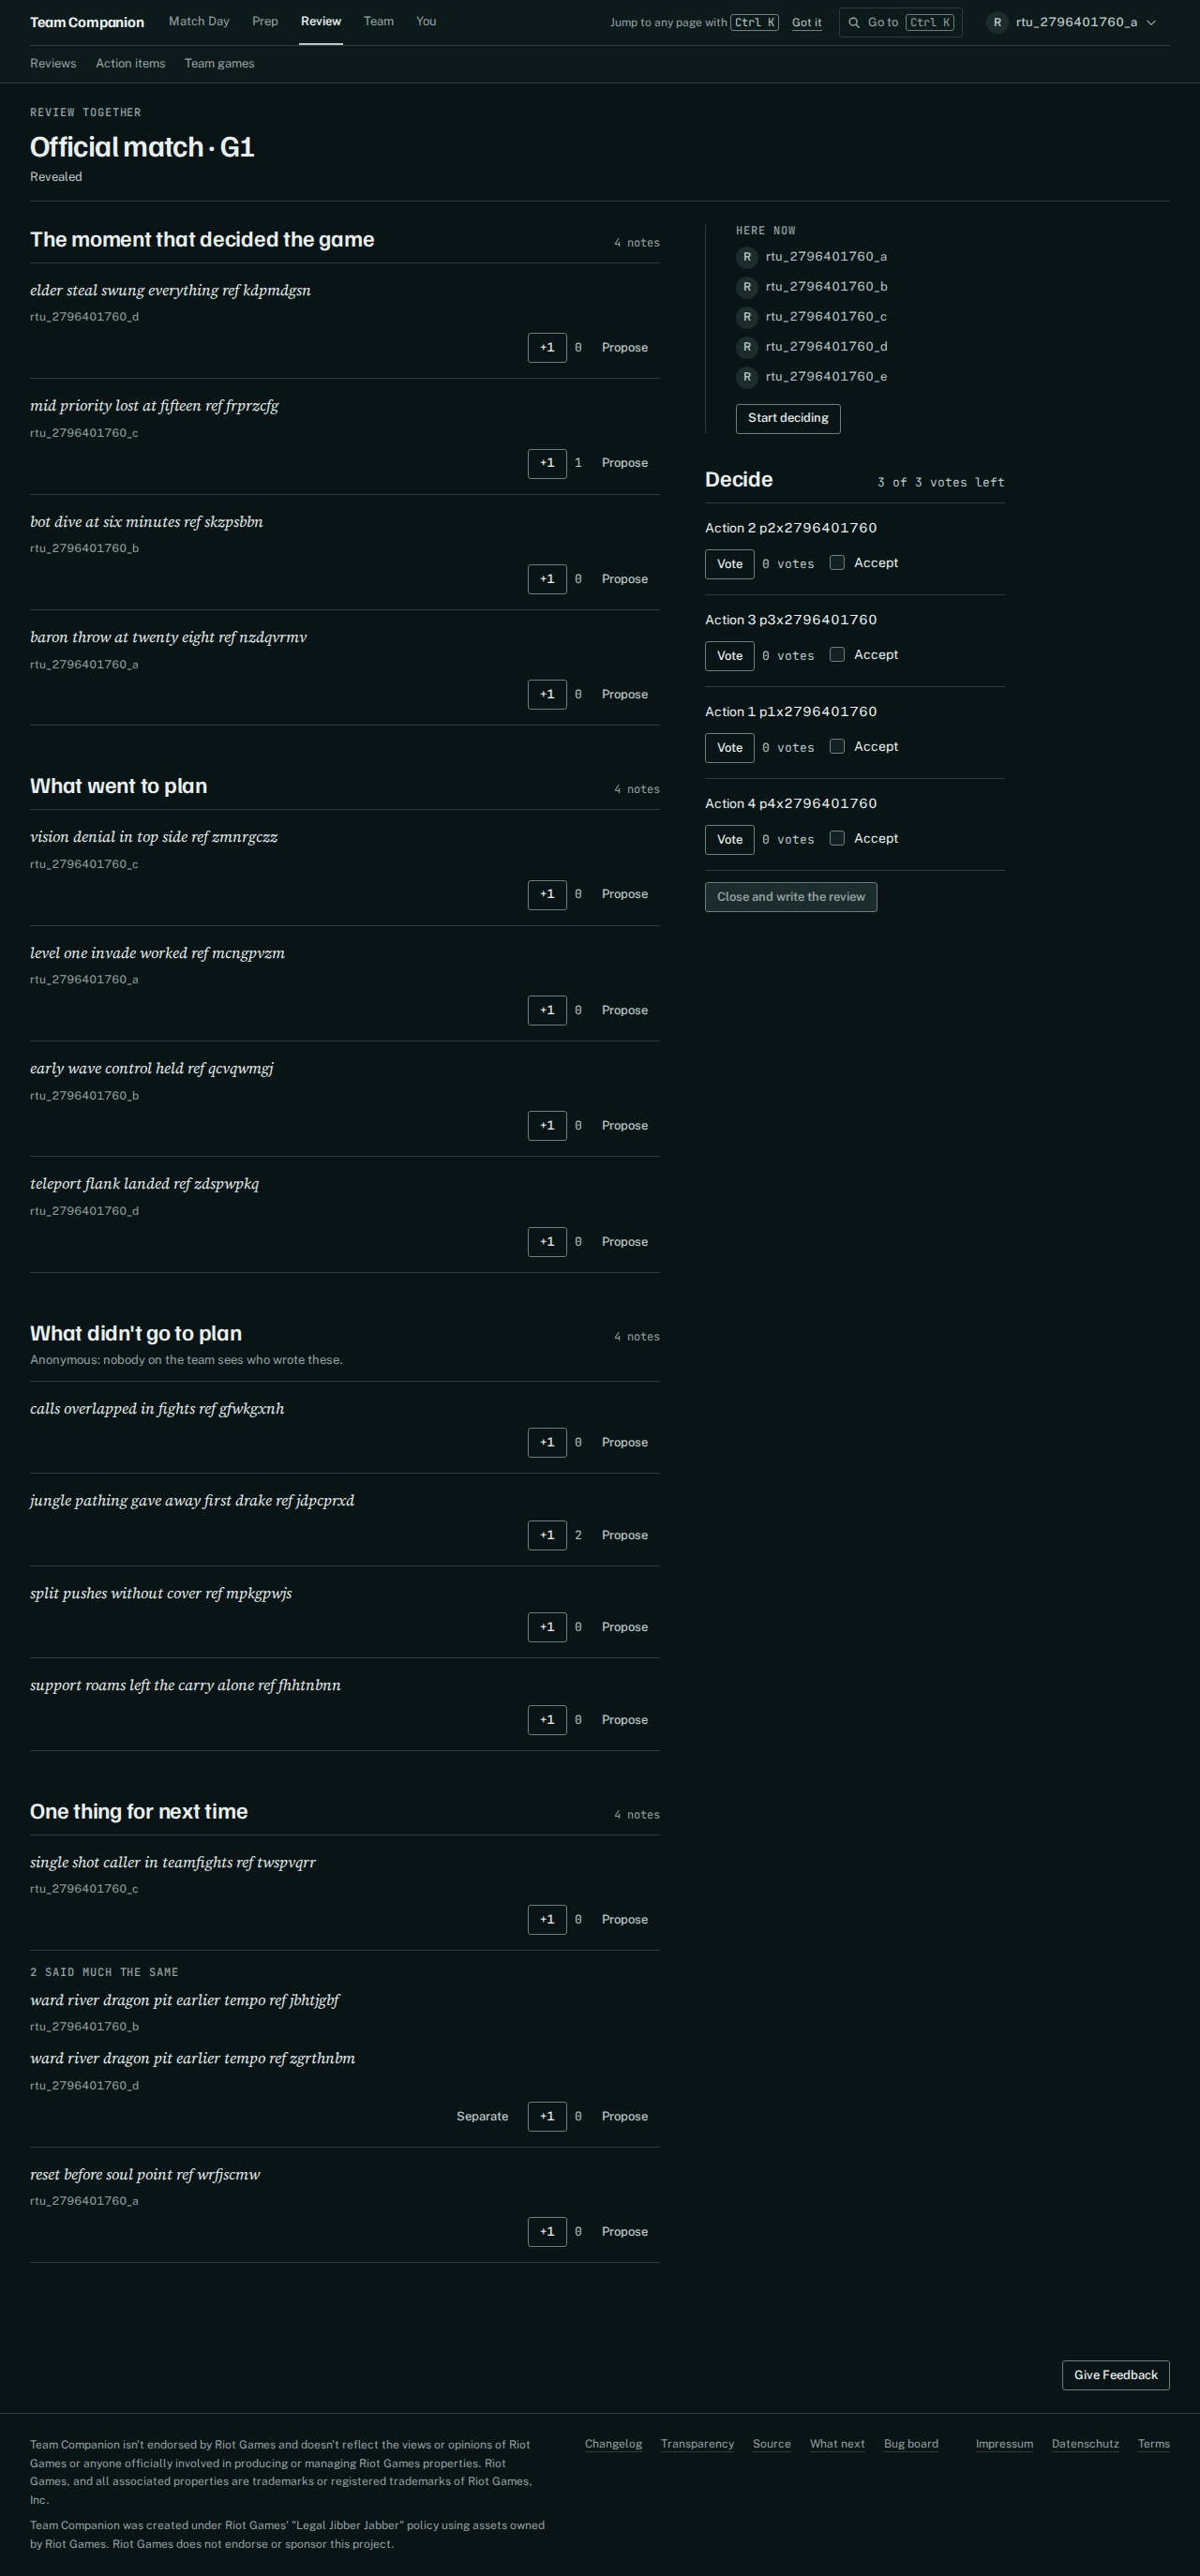 Team Companion
Match Day
Prep
Review
Team
You
Jump to any page with Ctrl K
Got it
Go to Ctrl K
R
rtu_2796401760_a
Reviews
Action items
Team games
REVIEW TOGETHER
Official match · G1
Revealed
The moment that decided the game
4 notes
elder steal swung everything ref kdpmdgsn
rtu_2796401760_d
+1 0 Propose
mid priority lost at fifteen ref frprzcfg
rtu_2796401760_c
+1 1 Propose
bot dive at six minutes ref skzpsbbn
rtu_2796401760_b
+1 0 Propose
baron throw at twenty eight ref nzdqvrmv
rtu_2796401760_a
+1 0 Propose
What went to plan
4 notes
vision denial in top side ref zmnrgczz
rtu_2796401760_c
+1 0 Propose
level one invade worked ref mcngpvzm
rtu_2796401760_a
+1 0 Propose
early wave control held ref qcvqwmgj
rtu_2796401760_b
+1 0 Propose
teleport flank landed ref zdspwpkq
rtu_2796401760_d
+1 0 Propose
What didn't go to plan
4 notes
Anonymous: nobody on the team sees who wrote these.
calls overlapped in fights ref gfwkgxnh
+1 0 Propose
jungle pathing gave away first drake ref jdpcprxd
+1 2 Propose
split pushes without cover ref mpkgpwjs
+1 0 Propose
support roams left the carry alone ref fhhtnbnn
+1 0 Propose
One thing for next time
4 notes
single shot caller in teamfights ref twspvqrr
rtu_2796401760_c
+1 0 Propose
2 SAID MUCH THE SAME
ward river dragon pit earlier tempo ref jbhtjgbf
rtu_2796401760_b
ward river dragon pit earlier tempo ref zgrthnbm
rtu_2796401760_d
Separate +1 0 Propose
reset before soul point ref wrfjscmw
rtu_2796401760_a
+1 0 Propose
HERE NOW
R rtu_2796401760_a
R rtu_2796401760_b
R rtu_2796401760_c
R rtu_2796401760_d
R rtu_2796401760_e
Start deciding
Decide
3 of 3 votes left
Action 2 p2x2796401760
Vote 0 votes Accept
Action 3 p3x2796401760
Vote 0 votes Accept
Action 1 p1x2796401760
Vote 0 votes Accept
Action 4 p4x2796401760
Vote 0 votes Accept
Close and write the review
Give Feedback
Team Companion isn't endorsed by Riot Games and doesn't reflect the views or opinions of Riot
Games or anyone officially involved in producing or managing Riot Games properties. Riot
Games, and all associated properties are trademarks or registered trademarks of Riot Games,
Inc.
Team Companion was created under Riot Games' "Legal Jibber Jabber" policy using assets owned
by Riot Games. Riot Games does not endorse or sponsor this project.
Changelog
Transparency
Source
What next
Bug board
Impressum
Datenschutz
Terms